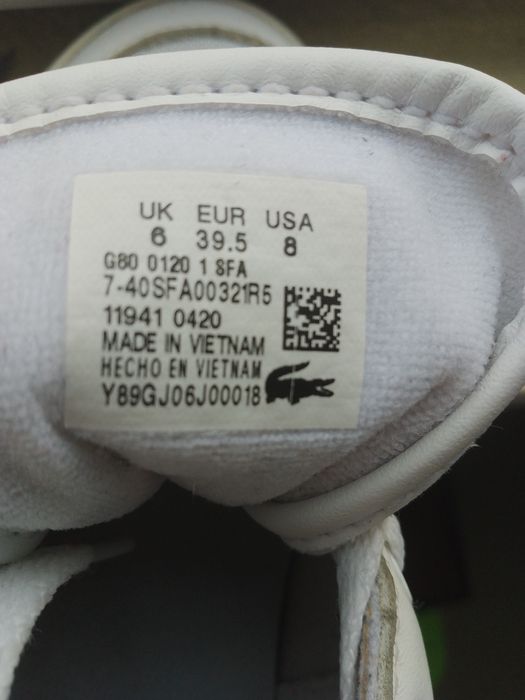 UK EUR USA
6 39.5 8
G80 0120 1 SFA
7-40SFA00321R5
11941 0420
MADE IN VIETNAM
HECHO EN VIETNAM
Y89GJ06J00018